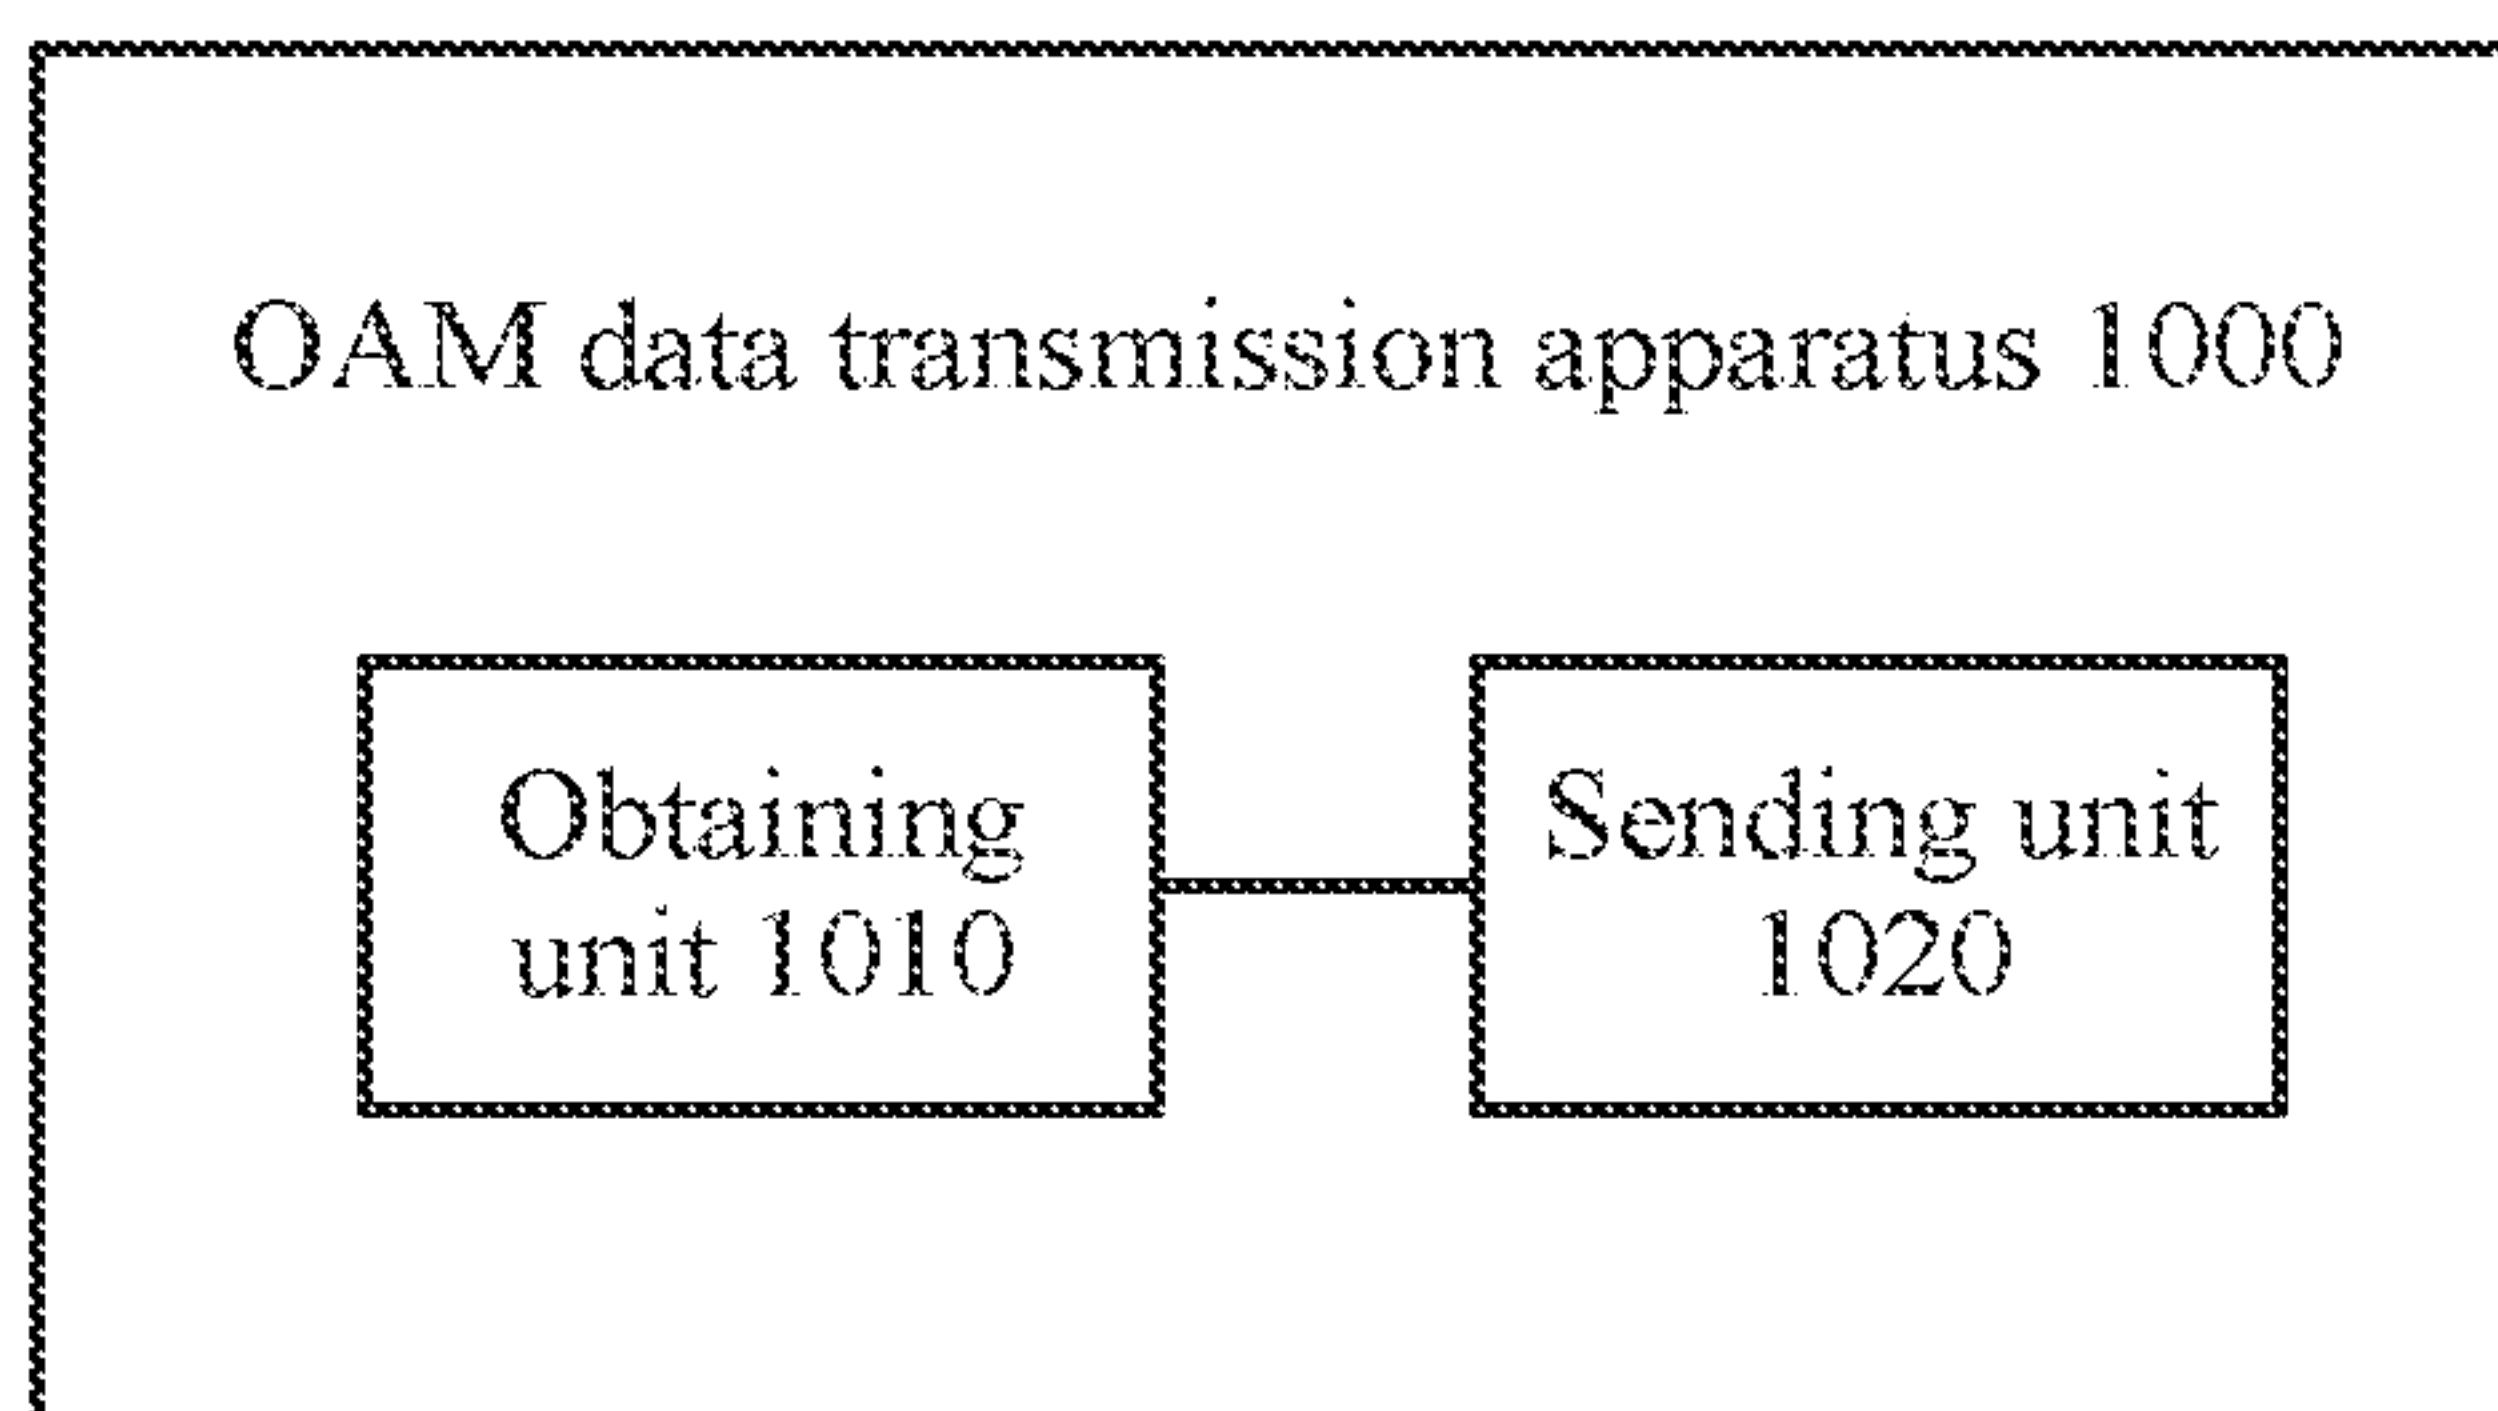 OAM data transmission apparatus 1000
Obtaining
unit 1010
Sending unit
1020